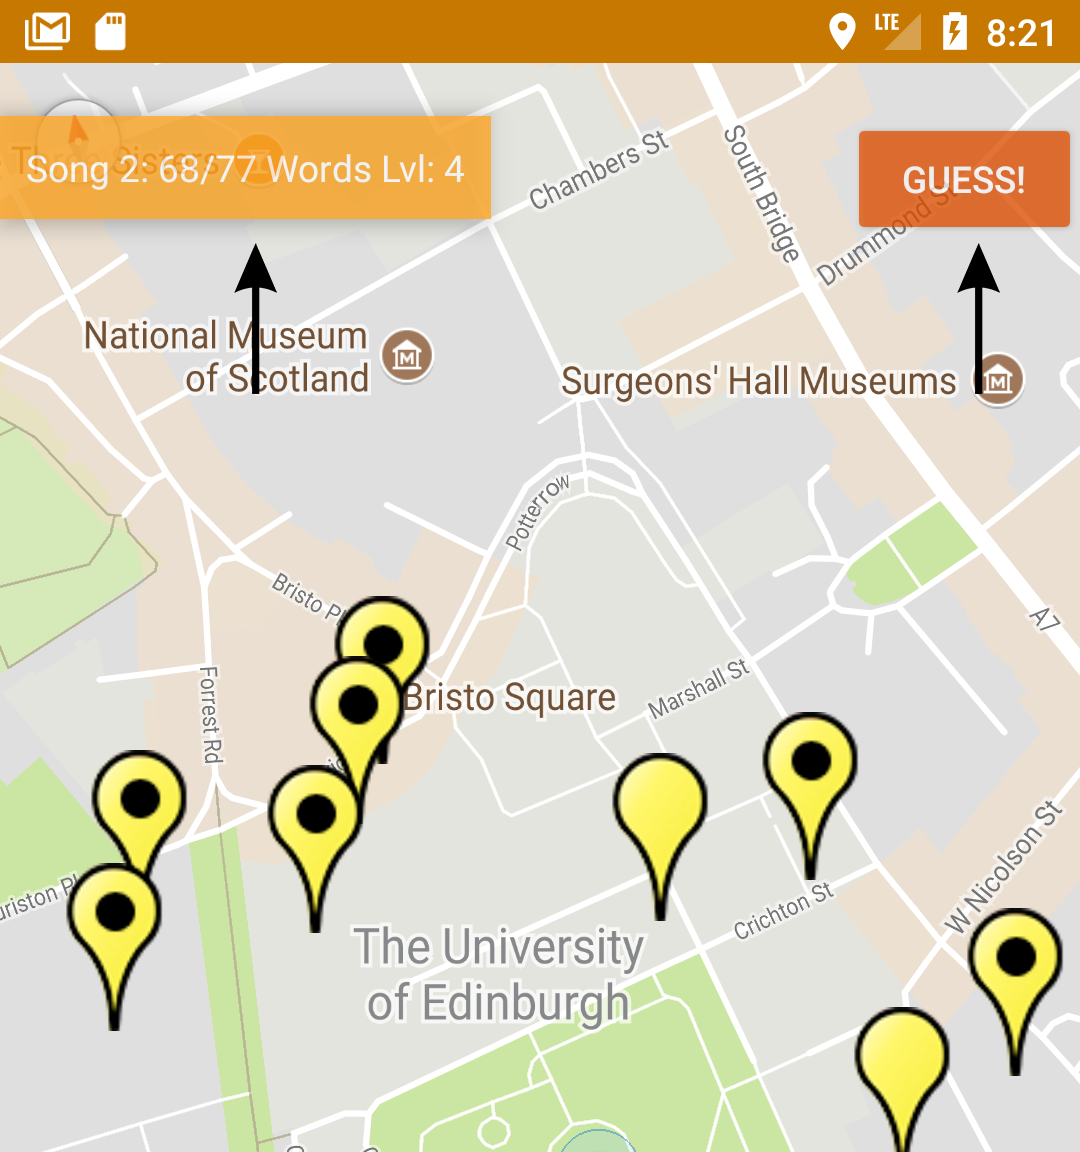 LTE 8:21
Song 2: 68/77 Words Lvl: 4
GUESS!
Chambers St
South Bridge
Drummond St
National Museum
of Scotland
Surgeons' Hall Museums
Potterrow
Bristo Pl
A7
Forrest Rd
Bristo Square
Marshall St
W Nicolson St
Crichton St
The University
of Edinburgh